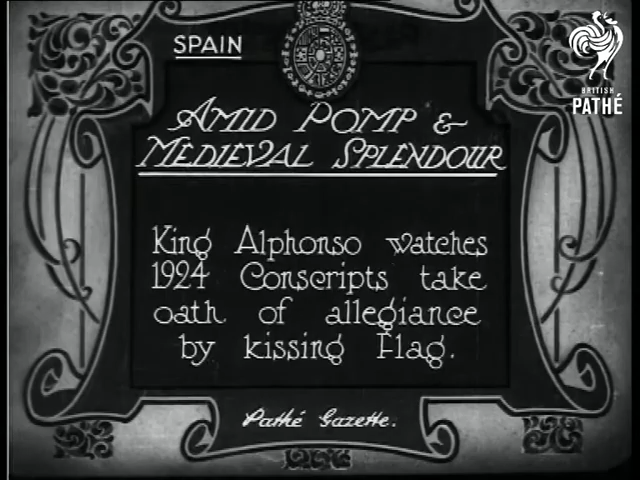 SPAIN
BRITISH
PATHÉ
AMID POMP &
MEDIEVAL SPLENDOUR
King Alphonso watches
1924 Conscripts take
oath of allegiance
by kissing Flag.
Pathé Gazette.